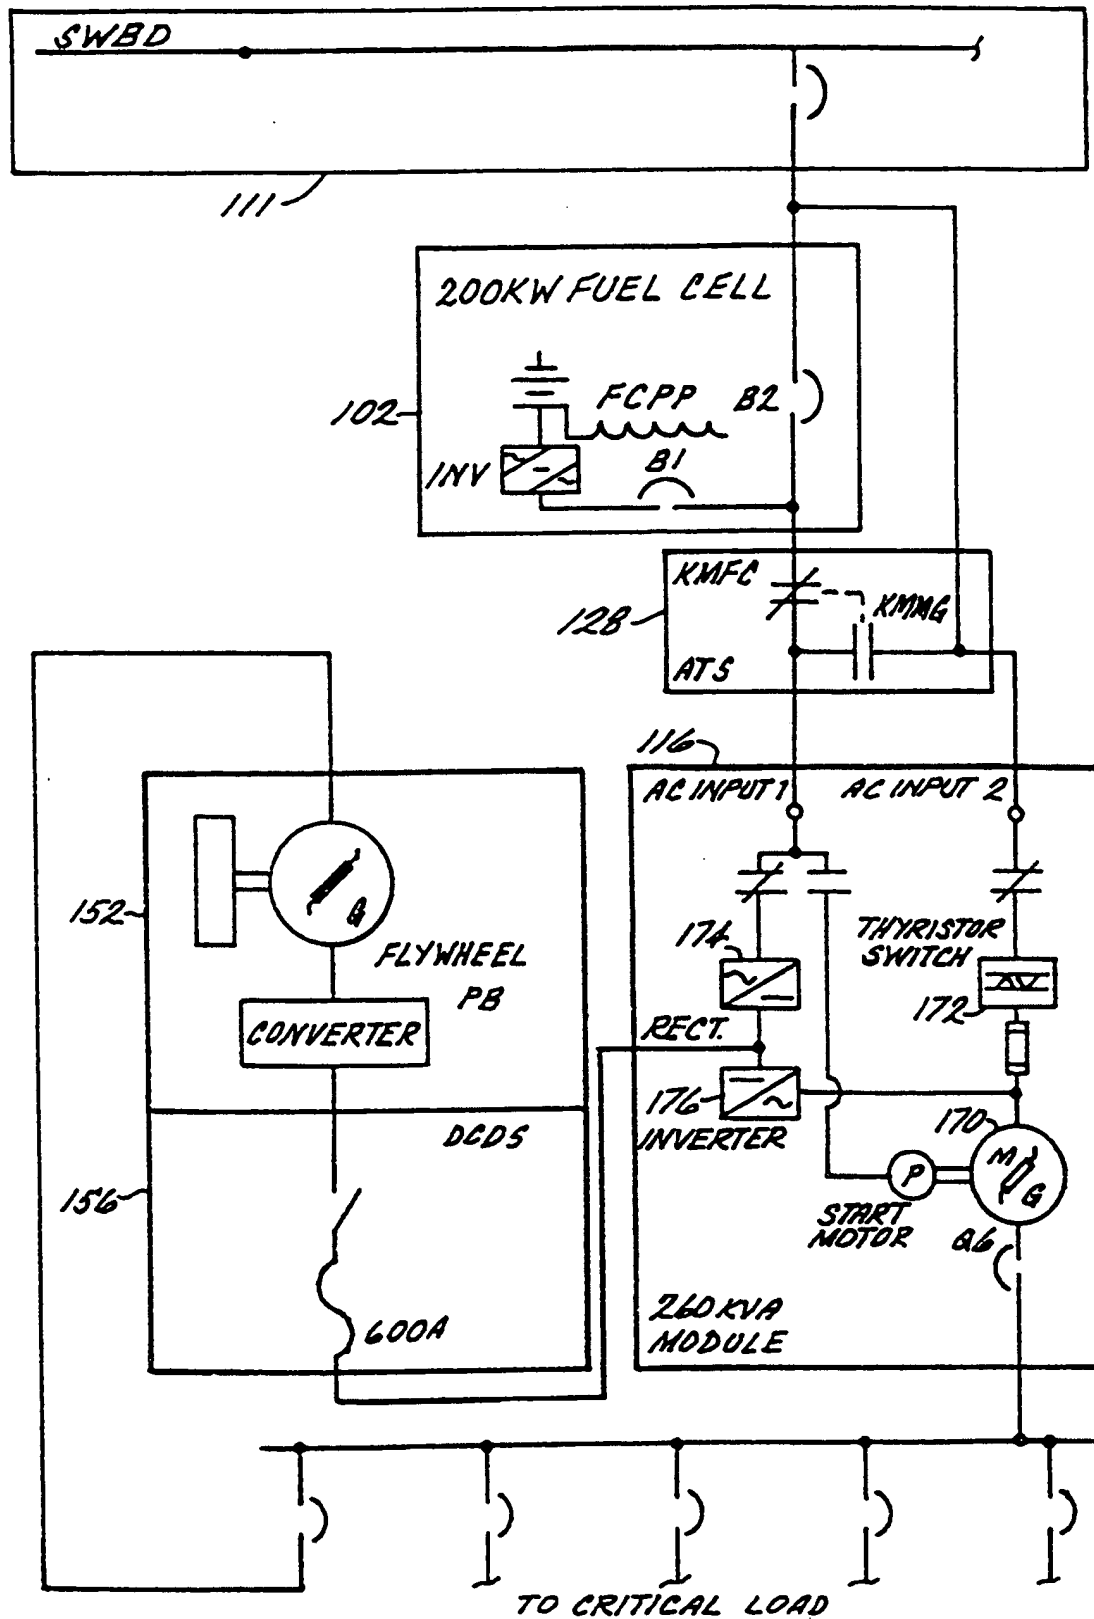 SWBD
111
200KW FUEL CELL
102
FCPP
B2
INV
B1
KMFC
KMMG
128
ATS
116
AC INPUT 1
AC INPUT 2
152
G
FLYWHEEL
PB
CONVERTER
174
THYRISTOR
SWITCH
172
RECT.
176
INVERTER
170
M
G
P
START
MOTOR
Q6
DCDS
156
600A
260KVA
MODULE
TO CRITICAL LOAD